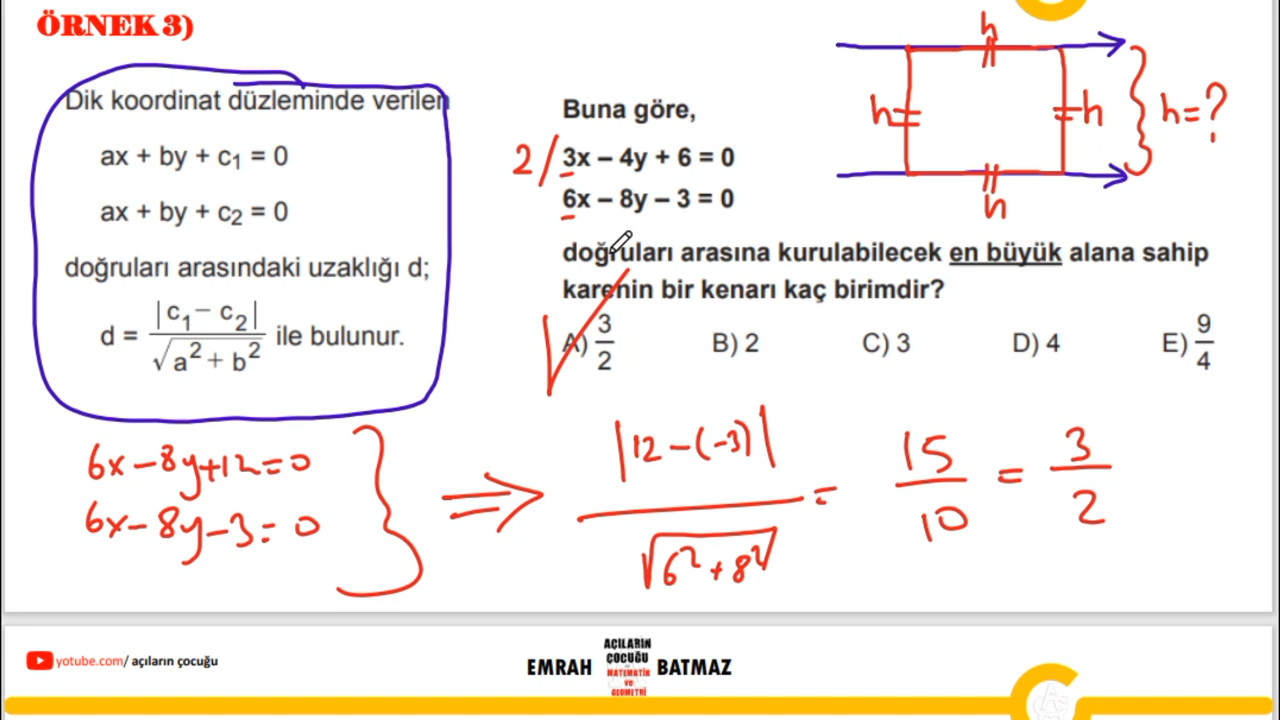 ÖRNEK 3)
Dik koordinat düzleminde verilen
ax + by + c₁ = 0
ax + by + c₂ = 0
doğruları arasındaki uzaklığı d;
d = |c₁ – c₂| / √a² + b² ile bulunur.
Buna göre,
2/ 3x – 4y + 6 = 0
6x – 8y – 3 = 0
doğruları arasına kurulabilecek en büyük alana sahip
karenin bir kenarı kaç birimdir?
A) 3/2 B) 2 C) 3 D) 4 E) 9/4
h
h h h=?
h
6x-8y+12=0
6x-8y-3=0
⇒ |12-(-3)| / √6²+8² = 15/10 = 3/2
yotube.com/ açıların çocuğu
EMRAH
AÇILARIN
ÇOCUĞU
MATEMATİK
ve
GEOMETRİ
BATMAZ